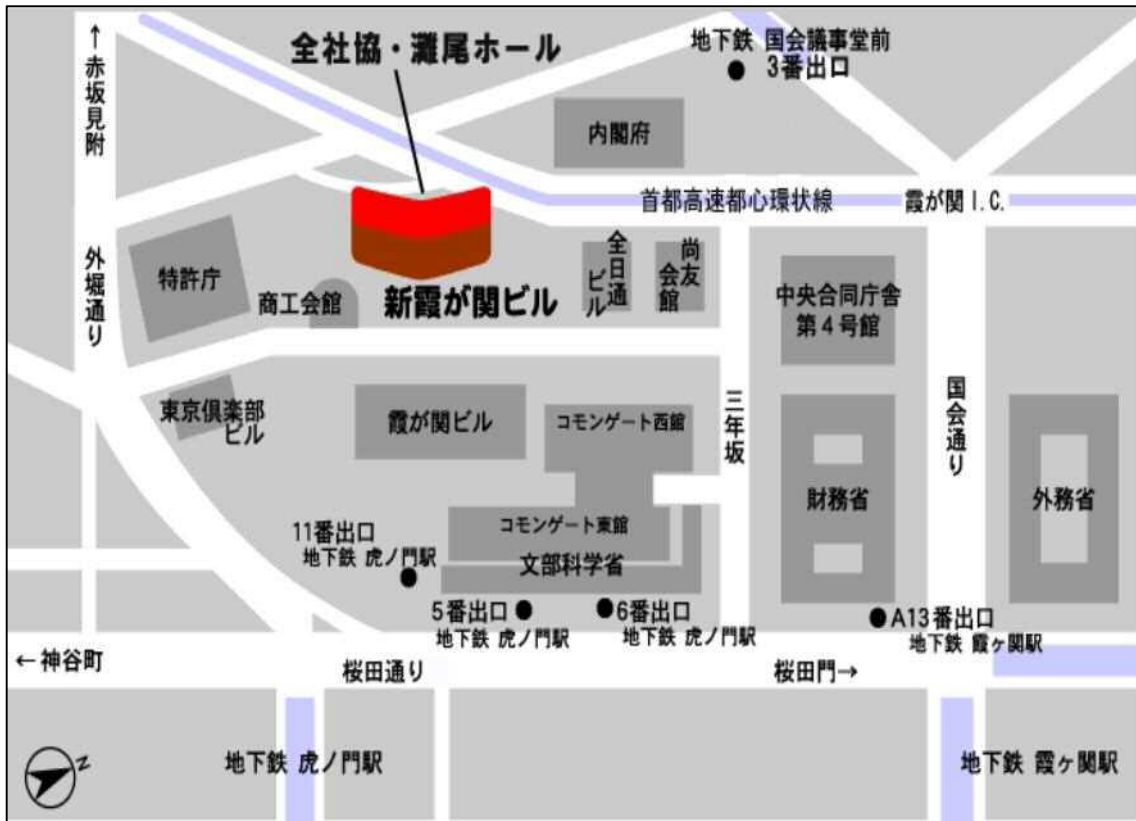 全社協・灘尾ホール
地下鉄 国会議事堂前
3番出口
↑赤坂見附
内閣府
首都高速都心環状線
霞が関I.C.
外堀通り
特許庁
商工会館
新霞が関ビル
全日通
ビル
尚友
会館
中央合同庁舎
第4号館
東京倶楽部
ビル
霞が関ビル
コモンゲート西館
三年坂
国会通り
財務省
外務省
コモンゲート東館
文部科学省
11番出口
地下鉄 虎ノ門駅
5番出口
地下鉄 虎ノ門駅
6番出口
地下鉄 虎ノ門駅
A13番出口
地下鉄 霞ヶ関駅
←神谷町
桜田通り
桜田門→
地下鉄 虎ノ門駅
地下鉄 霞ヶ関駅
N